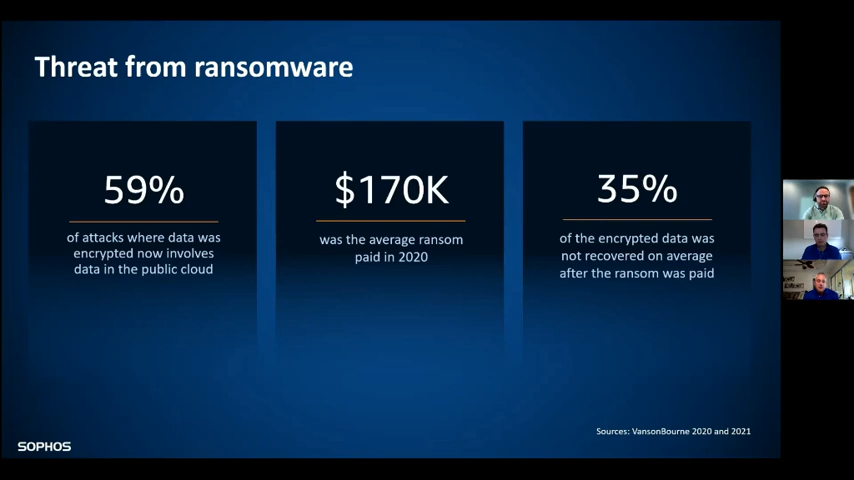 Threat from ransomware
59%
of attacks where data was
encrypted now involves
data in the public cloud
$170K
was the average ransom
paid in 2020
35%
of the encrypted data was
not recovered on average
after the ransom was paid
Sources: VansonBourne 2020 and 2021
SOPHOS